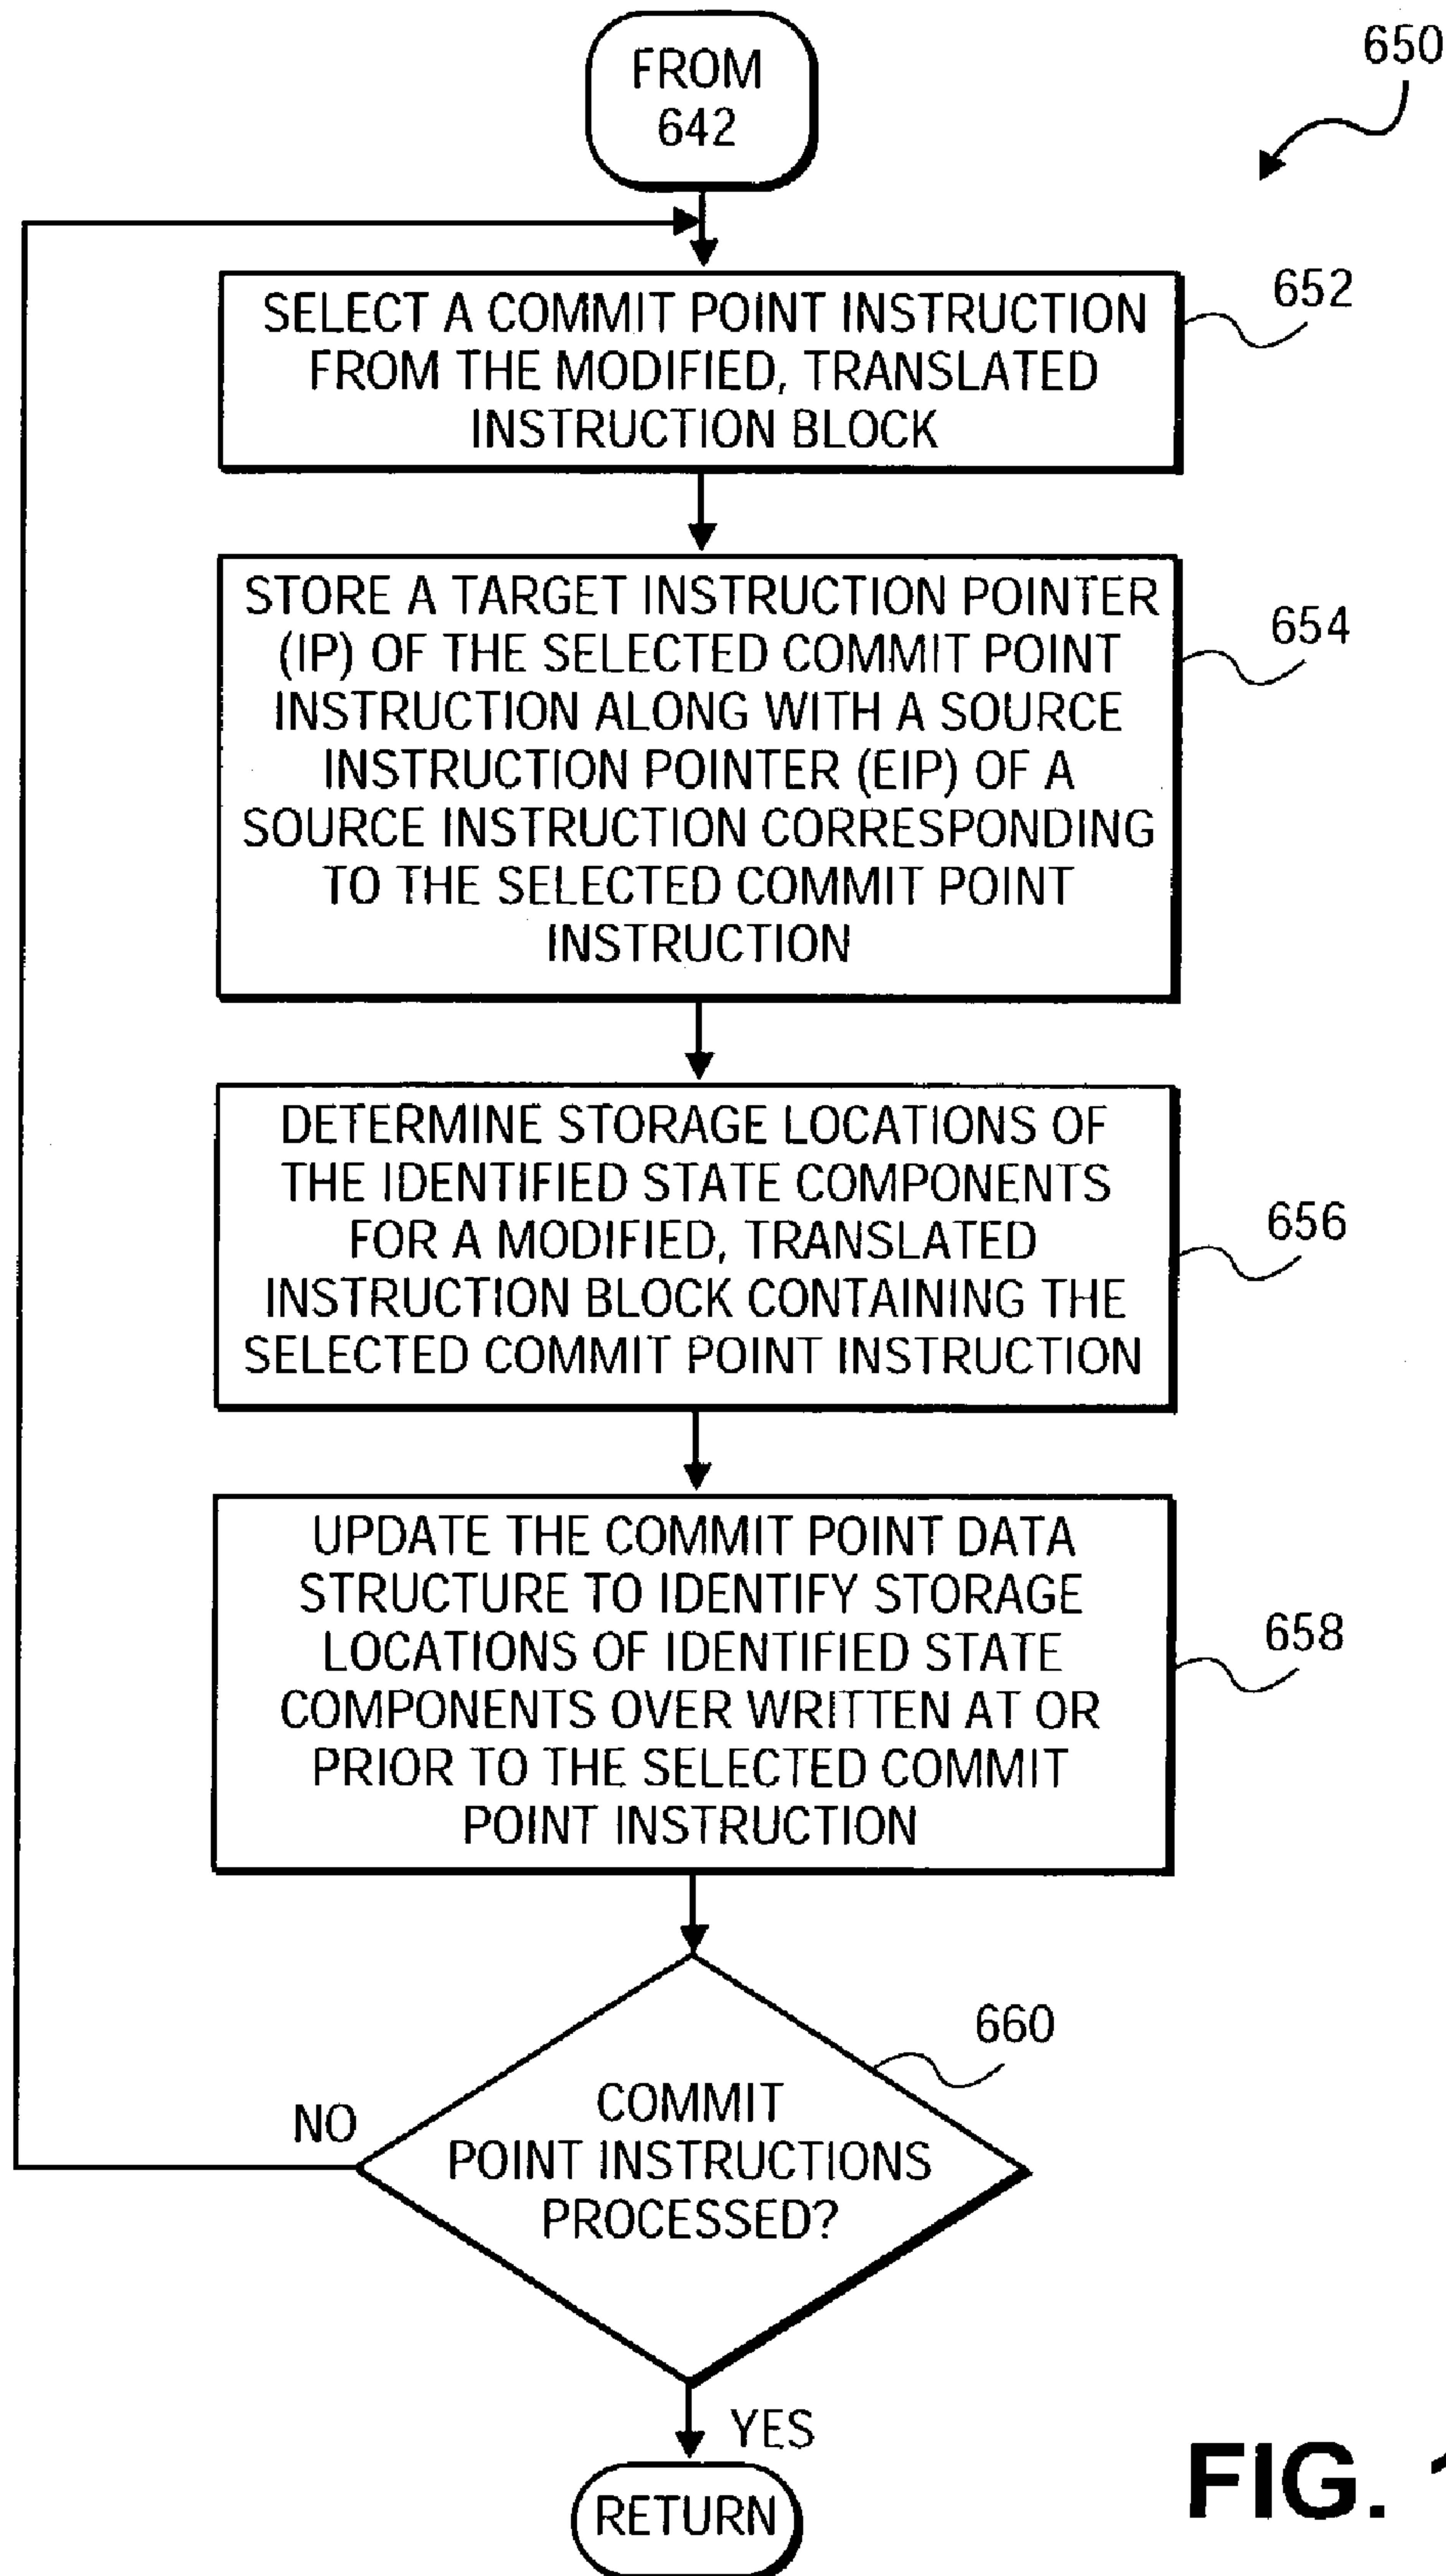 FROM
642
650
SELECT A COMMIT POINT INSTRUCTION
FROM THE MODIFIED, TRANSLATED
INSTRUCTION BLOCK
652
STORE A TARGET INSTRUCTION POINTER
(IP) OF THE SELECTED COMMIT POINT
INSTRUCTION ALONG WITH A SOURCE
INSTRUCTION POINTER (EIP) OF A
SOURCE INSTRUCTION CORRESPONDING
TO THE SELECTED COMMIT POINT
INSTRUCTION
654
DETERMINE STORAGE LOCATIONS OF
THE IDENTIFIED STATE COMPONENTS
FOR A MODIFIED, TRANSLATED
INSTRUCTION BLOCK CONTAINING THE
SELECTED COMMIT POINT INSTRUCTION
656
UPDATE THE COMMIT POINT DATA
STRUCTURE TO IDENTIFY STORAGE
LOCATIONS OF IDENTIFIED STATE
COMPONENTS OVER WRITTEN AT OR
PRIOR TO THE SELECTED COMMIT
POINT INSTRUCTION
658
660
COMMIT
POINT INSTRUCTIONS
PROCESSED?
NO
YES
RETURN
FIG.